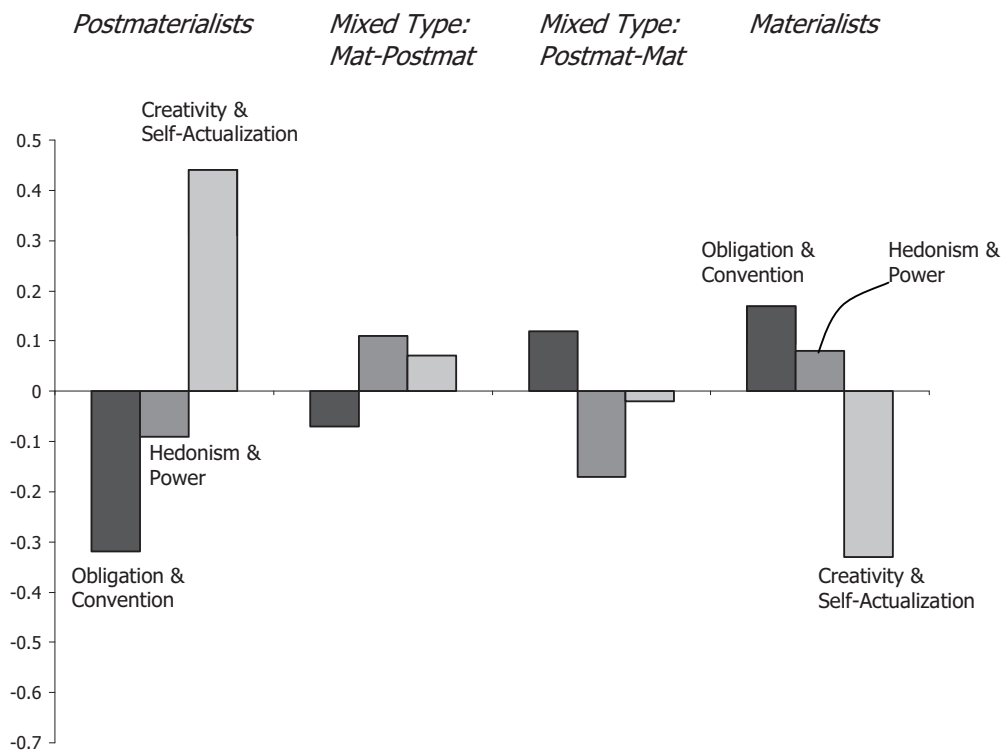 Postmaterialists
Mixed Type:
Mat-Postmat
Mixed Type:
Postmat-Mat
Materialists
Creativity &
Self-Actualization
0.5
0.4
0.3
0.2
0.1
0
-0.1
-0.2
-0.3
-0.4
-0.5
-0.6
-0.7
Obligation &
Convention
Hedonism &
Power
Hedonism &
Power
Obligation &
Convention
Creativity &
Self-Actualization